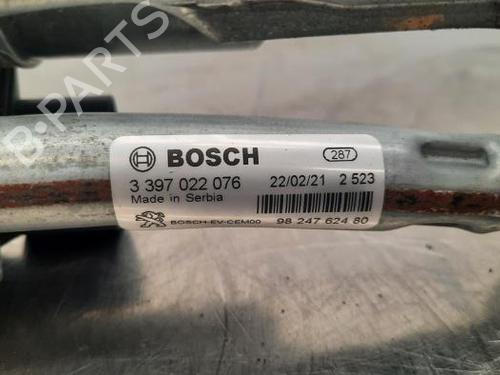 B-PARTS
BOSCH
287
3 397 022 076
22/02/21 2 523
Made in Serbia
BOSCH-EV-CEM00
98 247 624 80